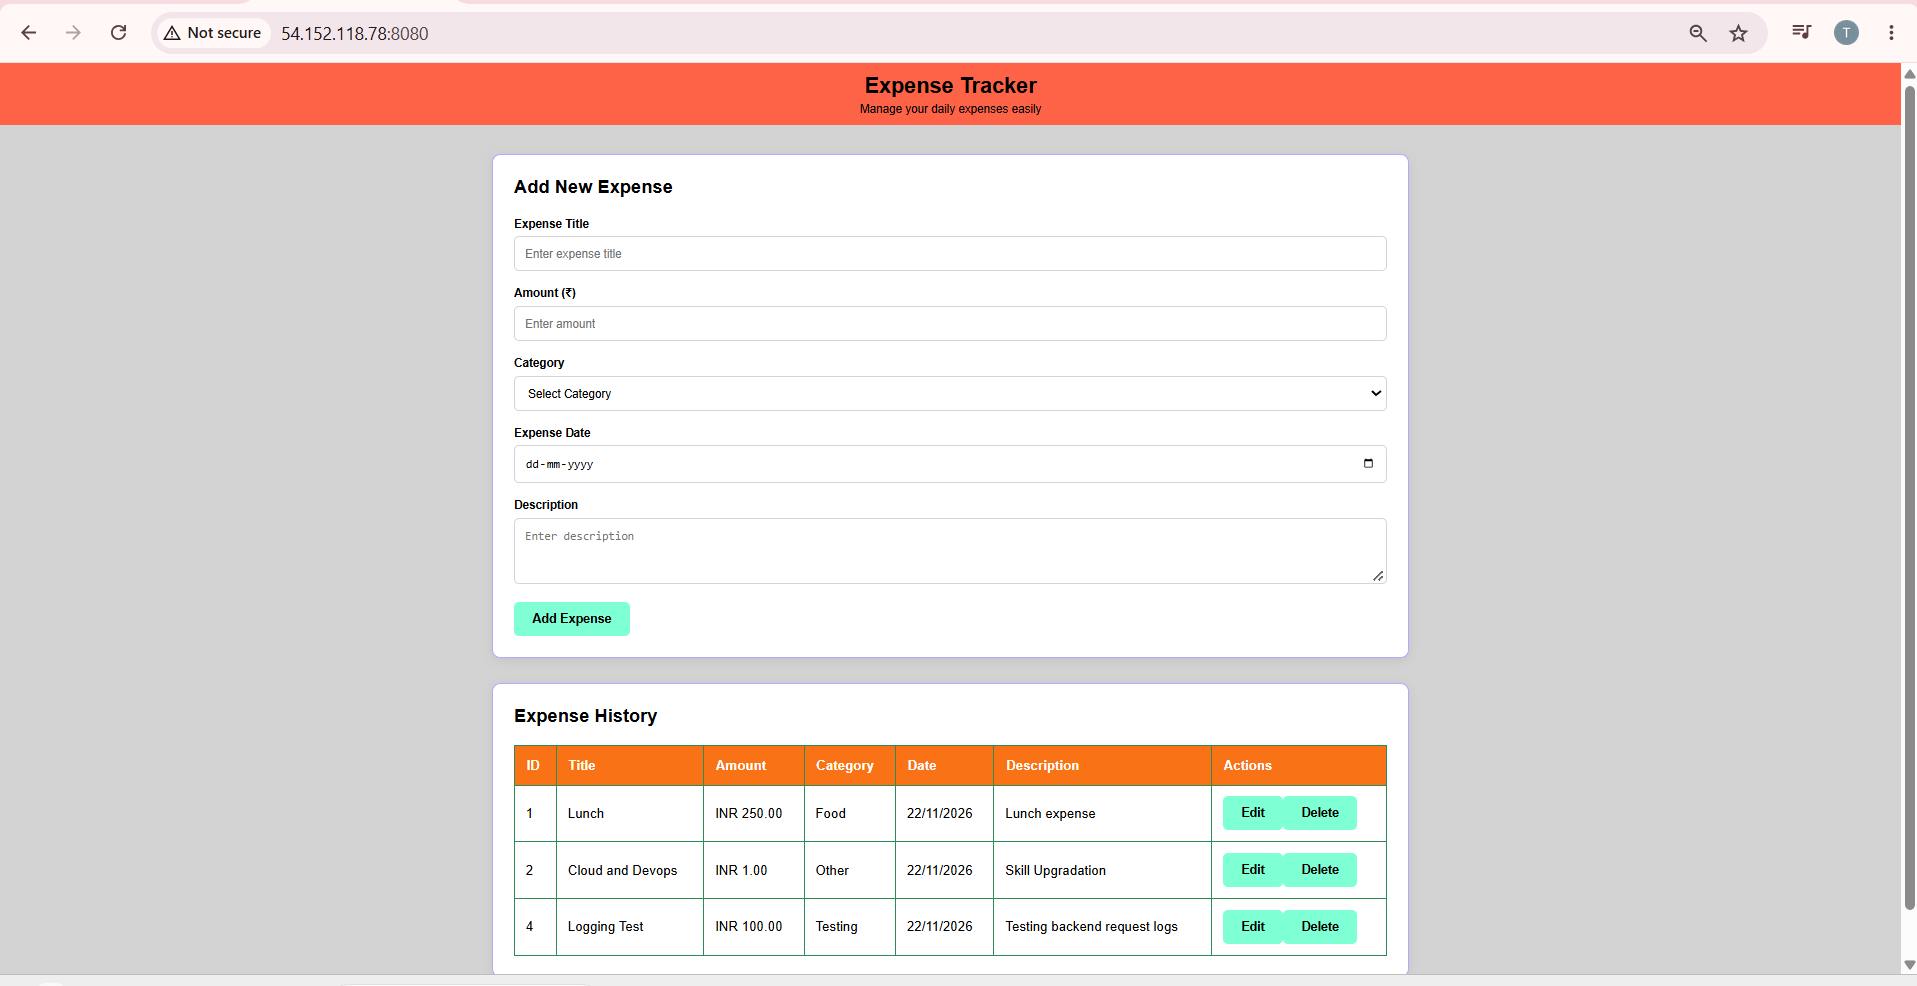 Not secure
54.152.118.78:8080
T
Expense Tracker
Manage your daily expenses easily
Add New Expense
Expense Title
Enter expense title
Amount (₹)
Enter amount
Category
Select Category
Expense Date
dd-mm-yyyy
Description
Enter description
Add Expense
Expense History
ID Title Amount Category Date Description Actions
1 Lunch INR 250.00 Food 22/11/2026 Lunch expense Edit Delete
2 Cloud and Devops INR 1.00 Other 22/11/2026 Skill Upgradation Edit Delete
4 Logging Test INR 100.00 Testing 22/11/2026 Testing backend request logs Edit Delete